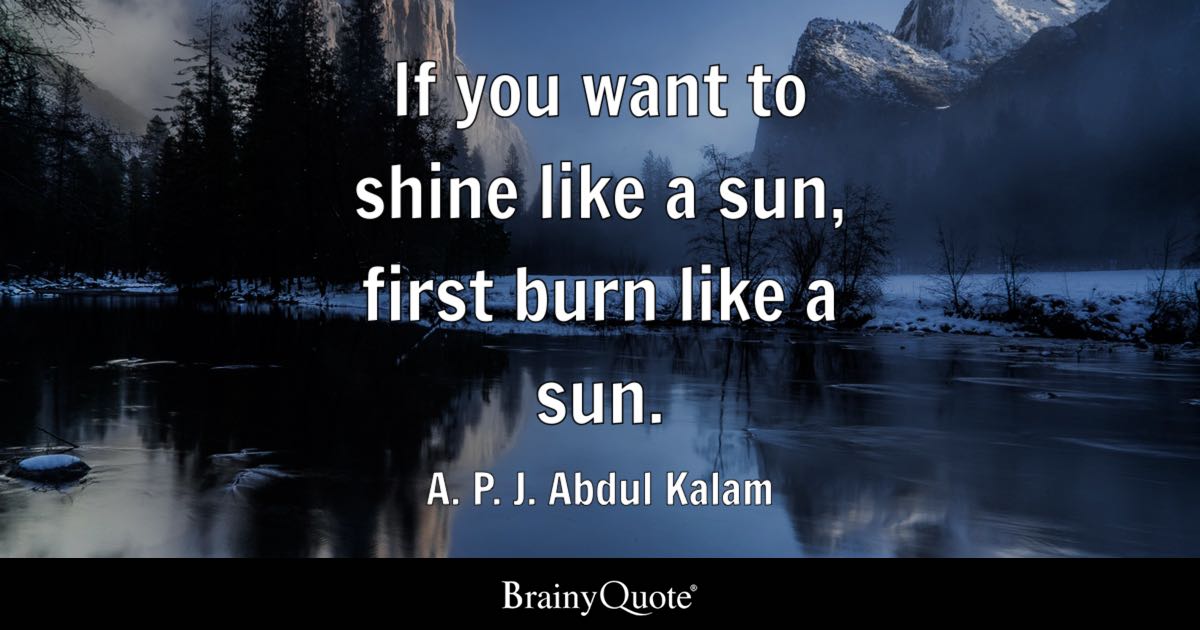 If you want to
shine like a sun,
first burn like a
sun.
A. P. J. Abdul Kalam
BrainyQuote®